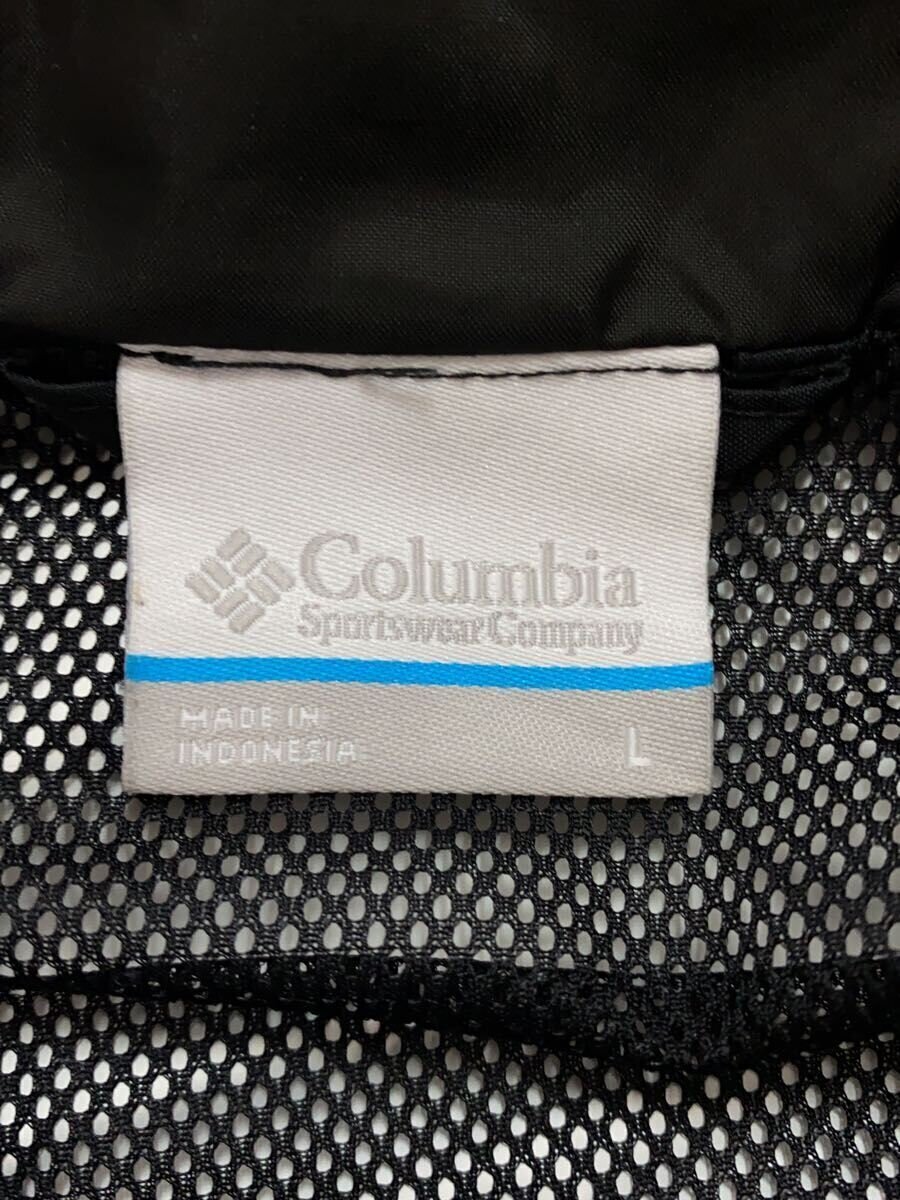 Columbia
Sportswear Company
MADE IN
INDONESIA
L